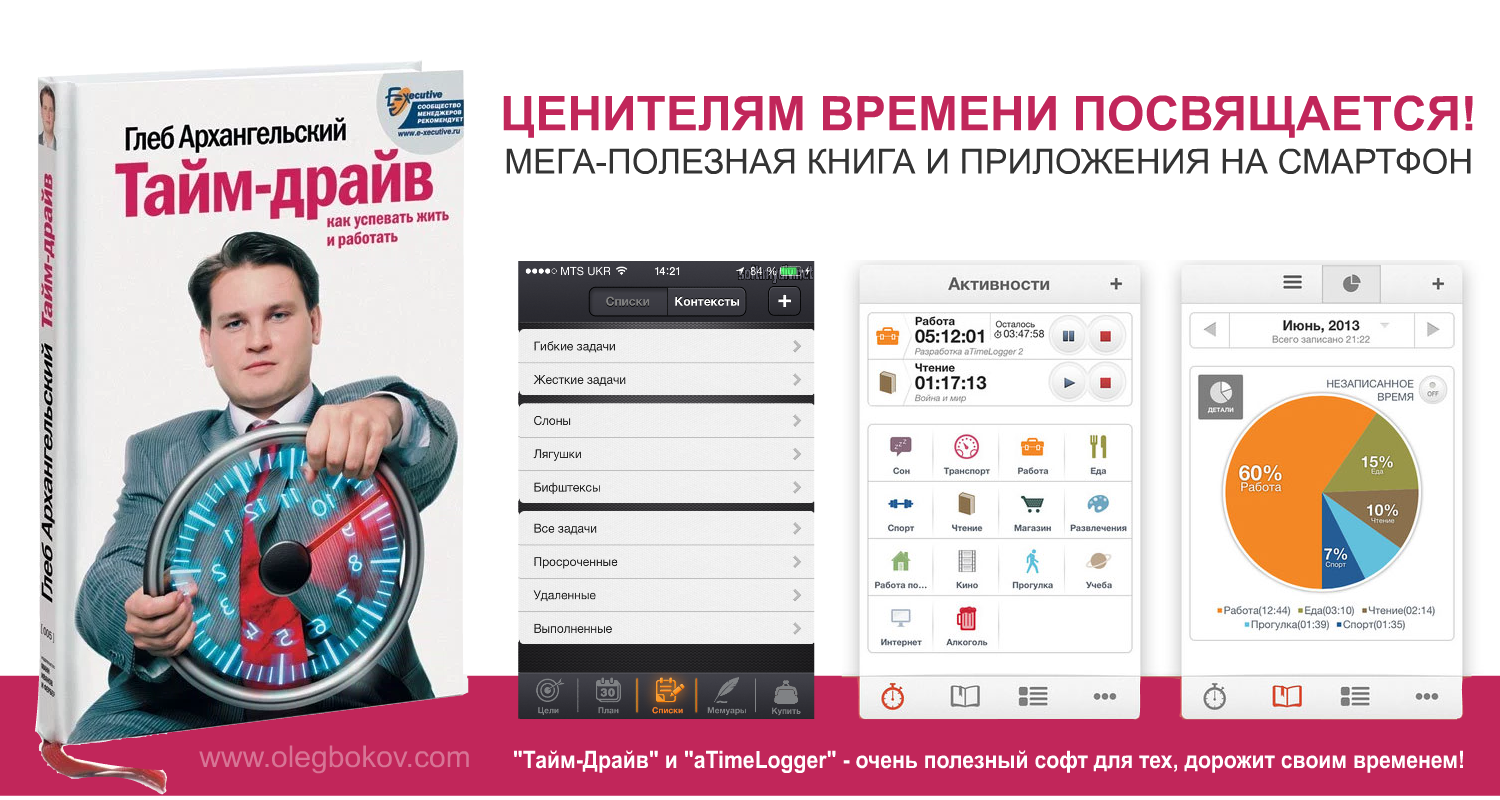 Executive
СООБЩЕСТВО
МЕНЕДЖЕРОВ
РЕКОМЕНДУЕТ
www.e-xecutive.ru
Глеб Архангельский
Тайм-драйв
как успевать жить
и работать
Глеб Архангельский Тайм-драйв
ЦЕНИТЕЛЯМ ВРЕМЕНИ ПОСВЯЩАЕТСЯ!
МЕГА-ПОЛЕЗНАЯ КНИГА И ПРИЛОЖЕНИЯ НА СМАРТФОН
MTS UKR 14:21 84 %
Списки Контексты +
Гибкие задачи
Жесткие задачи
Слоны
Лягушки
Бифштексы
Все задачи
Просроченные
Удаленные
Выполненные
30
Цели План Списки Мемуары Купить
Активности +
Работа
05:12:01
Осталось
03:47:58
Разработка aTimeLogger 2
Чтение
01:17:13
Война и мир
Сон Транспорт Работа Еда
Спорт Чтение Магазин Развлечения
Работа по... Кино Прогулка Учеба
Интернет Алкоголь
+
Июнь, 2013
Всего записано 21:22
ДЕТАЛИ
НЕЗАПИСАННОЕ
ВРЕМЯ
OFF
60%
Работа
15%
Еда
10%
Чтение
7%
Спорт
Работа(12:44) Еда(03:10) Чтение(02:14)
Прогулка(01:39) Спорт(01:35)
www.olegbokov.com
"Тайм-Драйв" и "aTimeLogger" - очень полезный софт для тех, дорожит своим временем!